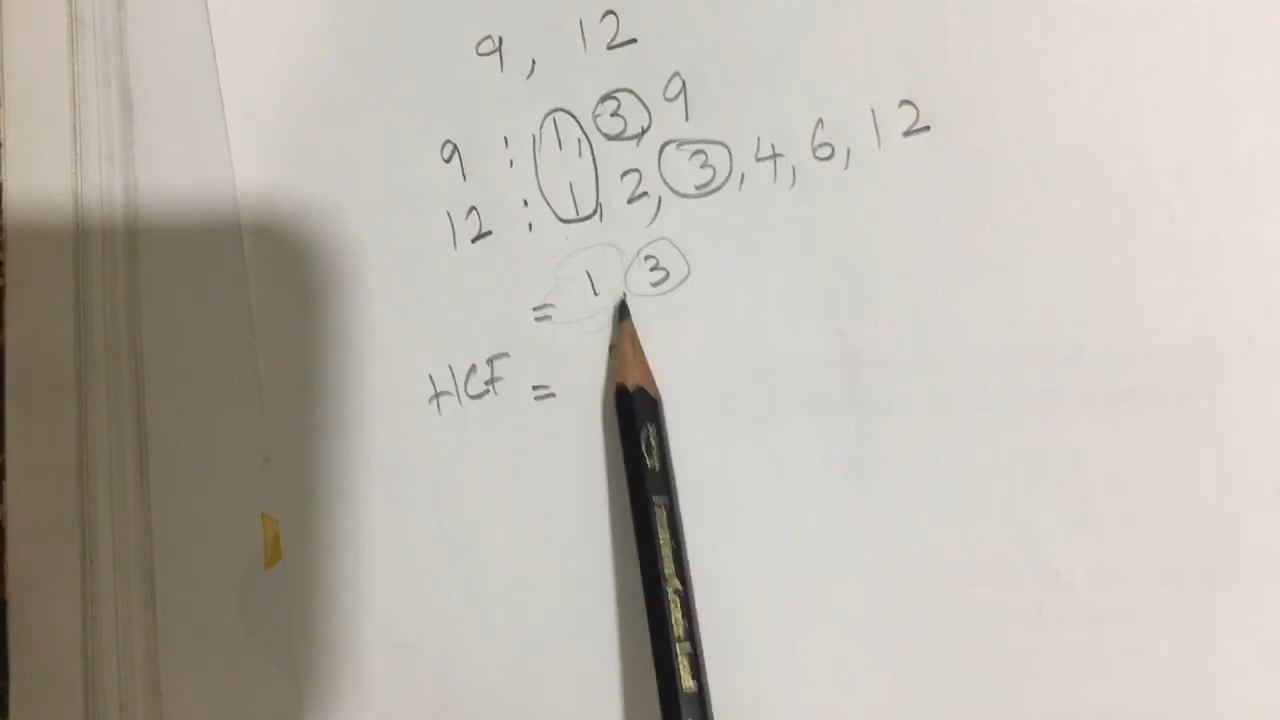 9, 12
9 : 1, 3, 9
12 : 1, 2, 3, 4, 6, 12
= 1, 3
HCF =